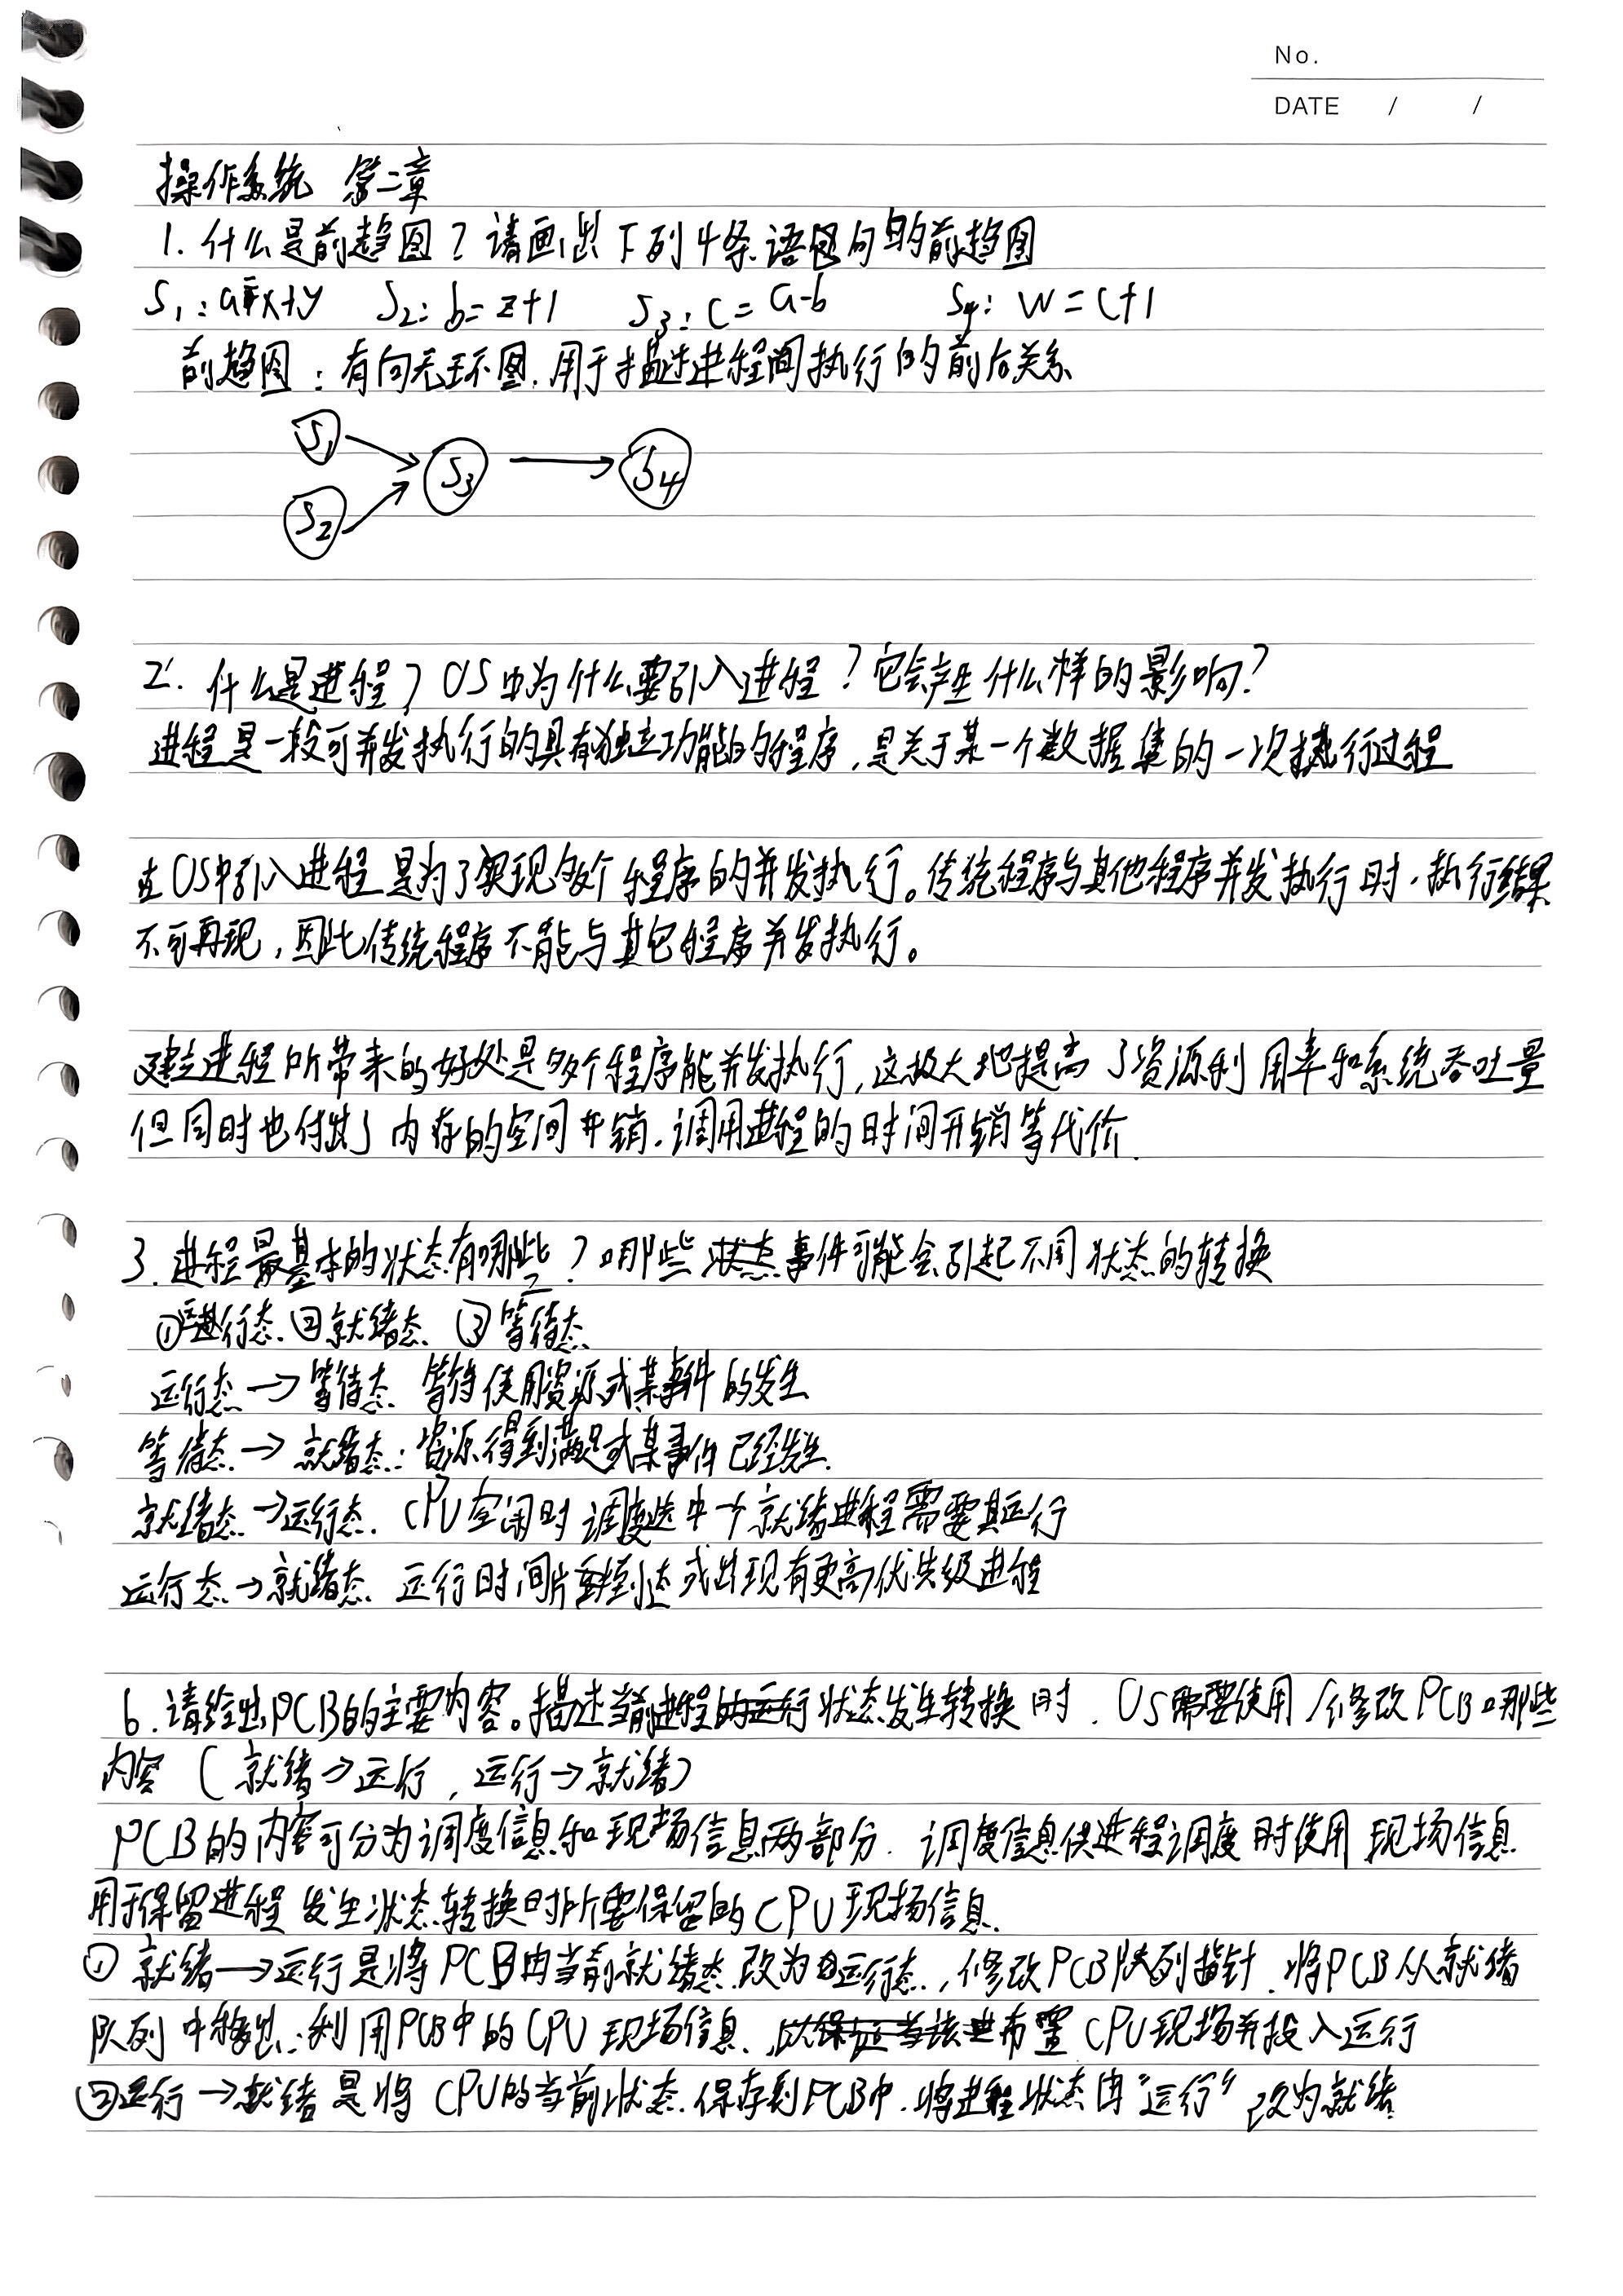 No.
DATE / /
操作系统 第二章
1. 什么是前趋图？请画出下列4条语句的前趋图
S1: a=x+y S2: b=z+1 S3: c=a-b S4: w=c+1
前趋图：有向无环图，用于描述进程间执行的前后关系
S1
S3 S4
S2
2. 什么是进程？OS中为什么要引入进程？它会产生什么样的影响？
进程是一段可并发执行的具有独立功能的程序，是关于某一个数据集的一次执行过程
在OS中引入进程是为了实现多个程序的并发执行。传统程序与其他程序并发执行时，执行结果
不可再现，因此传统程序不能与其它程序并发执行。
建立进程所带来的好处是多个程序能并发执行，这极大地提高了资源利用率和系统吞吐量
但同时也付出了内存的空间开销，调用进程的时间开销等代价．
3. 进程最基本的状态有哪些？哪些事件可能会引起不同状态的转换
①运行态 ②就绪态 ③等待态
运行态→等待态 等待使用资源或某事件的发生
等待态→就绪态：资源得到满足或某事件已经发生
就绪态→运行态．CPU空闲时调度选中一个就绪进程需要其运行
运行态→就绪态 运行时间片到达或出现有更高优先级进程
6. 请给出PCB的主要内容。描述当前进程状态发生转换时，OS需要使用/修改PCB哪些
内容（就绪→运行，运行→就绪）
PCB的内容可分为调度信息和现场信息两部分．调度信息供进程调度时使用 现场信息
用于保留进程发生状态转换时所要保留的CPU现场信息．
① 就绪→运行是将PCB由当前就绪态改为运行态，修改PCB队列指针，将PCB从就绪
队列中移出；利用PCB中的CPU现场信息．布置CPU现场并投入运行
②运行→就绪是将CPU的当前状态保存到PCB中．将进程状态由“运行”改为就绪